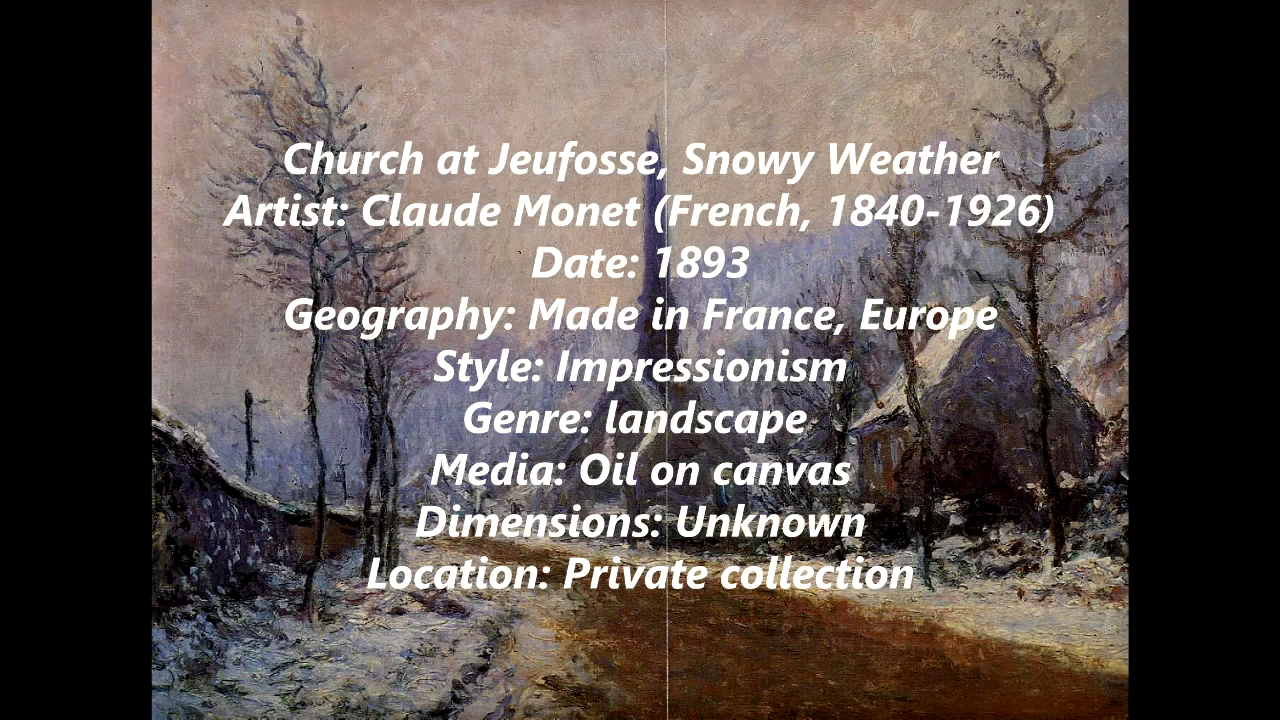 Church at Jeufosse, Snowy Weather
Artist: Claude Monet (French, 1840-1926)
Date: 1893
Geography: Made in France, Europe
Style: Impressionism
Genre: landscape
Media: Oil on canvas
Dimensions: Unknown
Location: Private collection